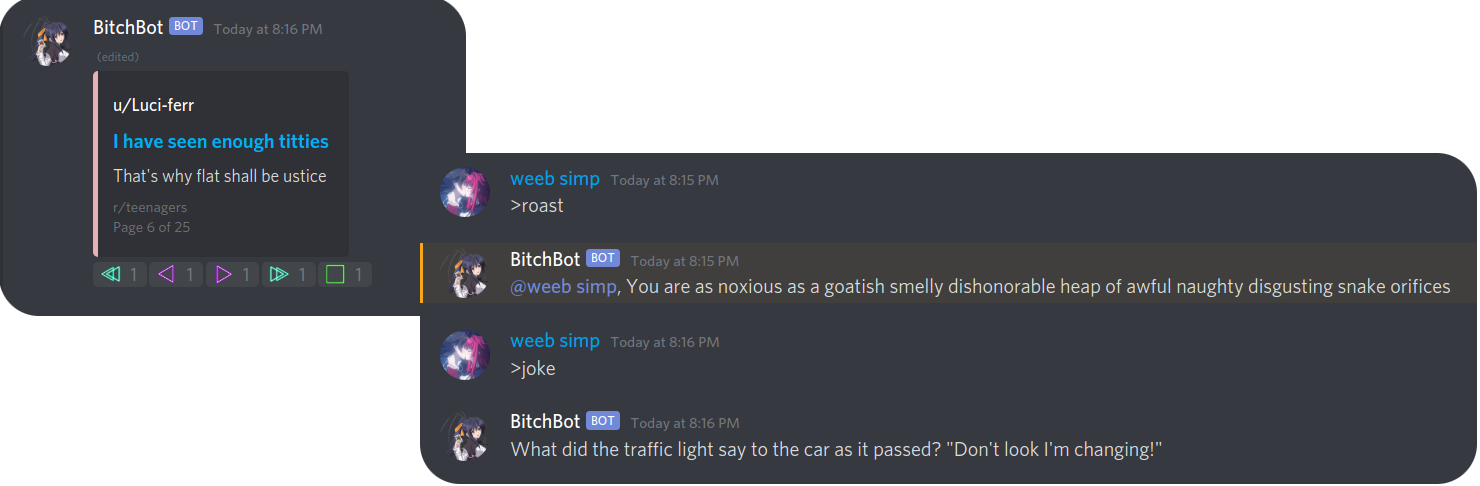 BitchBot BOT Today at 8:16 PM
(edited)
u/Luci-ferr
I have seen enough titties
That's why flat shall be ustice
r/teenagers
Page 6 of 25
1 1 1 1 1
weeb simp Today at 8:15 PM
>roast
BitchBot BOT Today at 8:15 PM
@weeb simp, You are as noxious as a goatish smelly dishonorable heap of awful naughty disgusting snake orifices
weeb simp Today at 8:16 PM
>joke
BitchBot BOT Today at 8:16 PM
What did the traffic light say to the car as it passed? "Don't look I'm changing!"